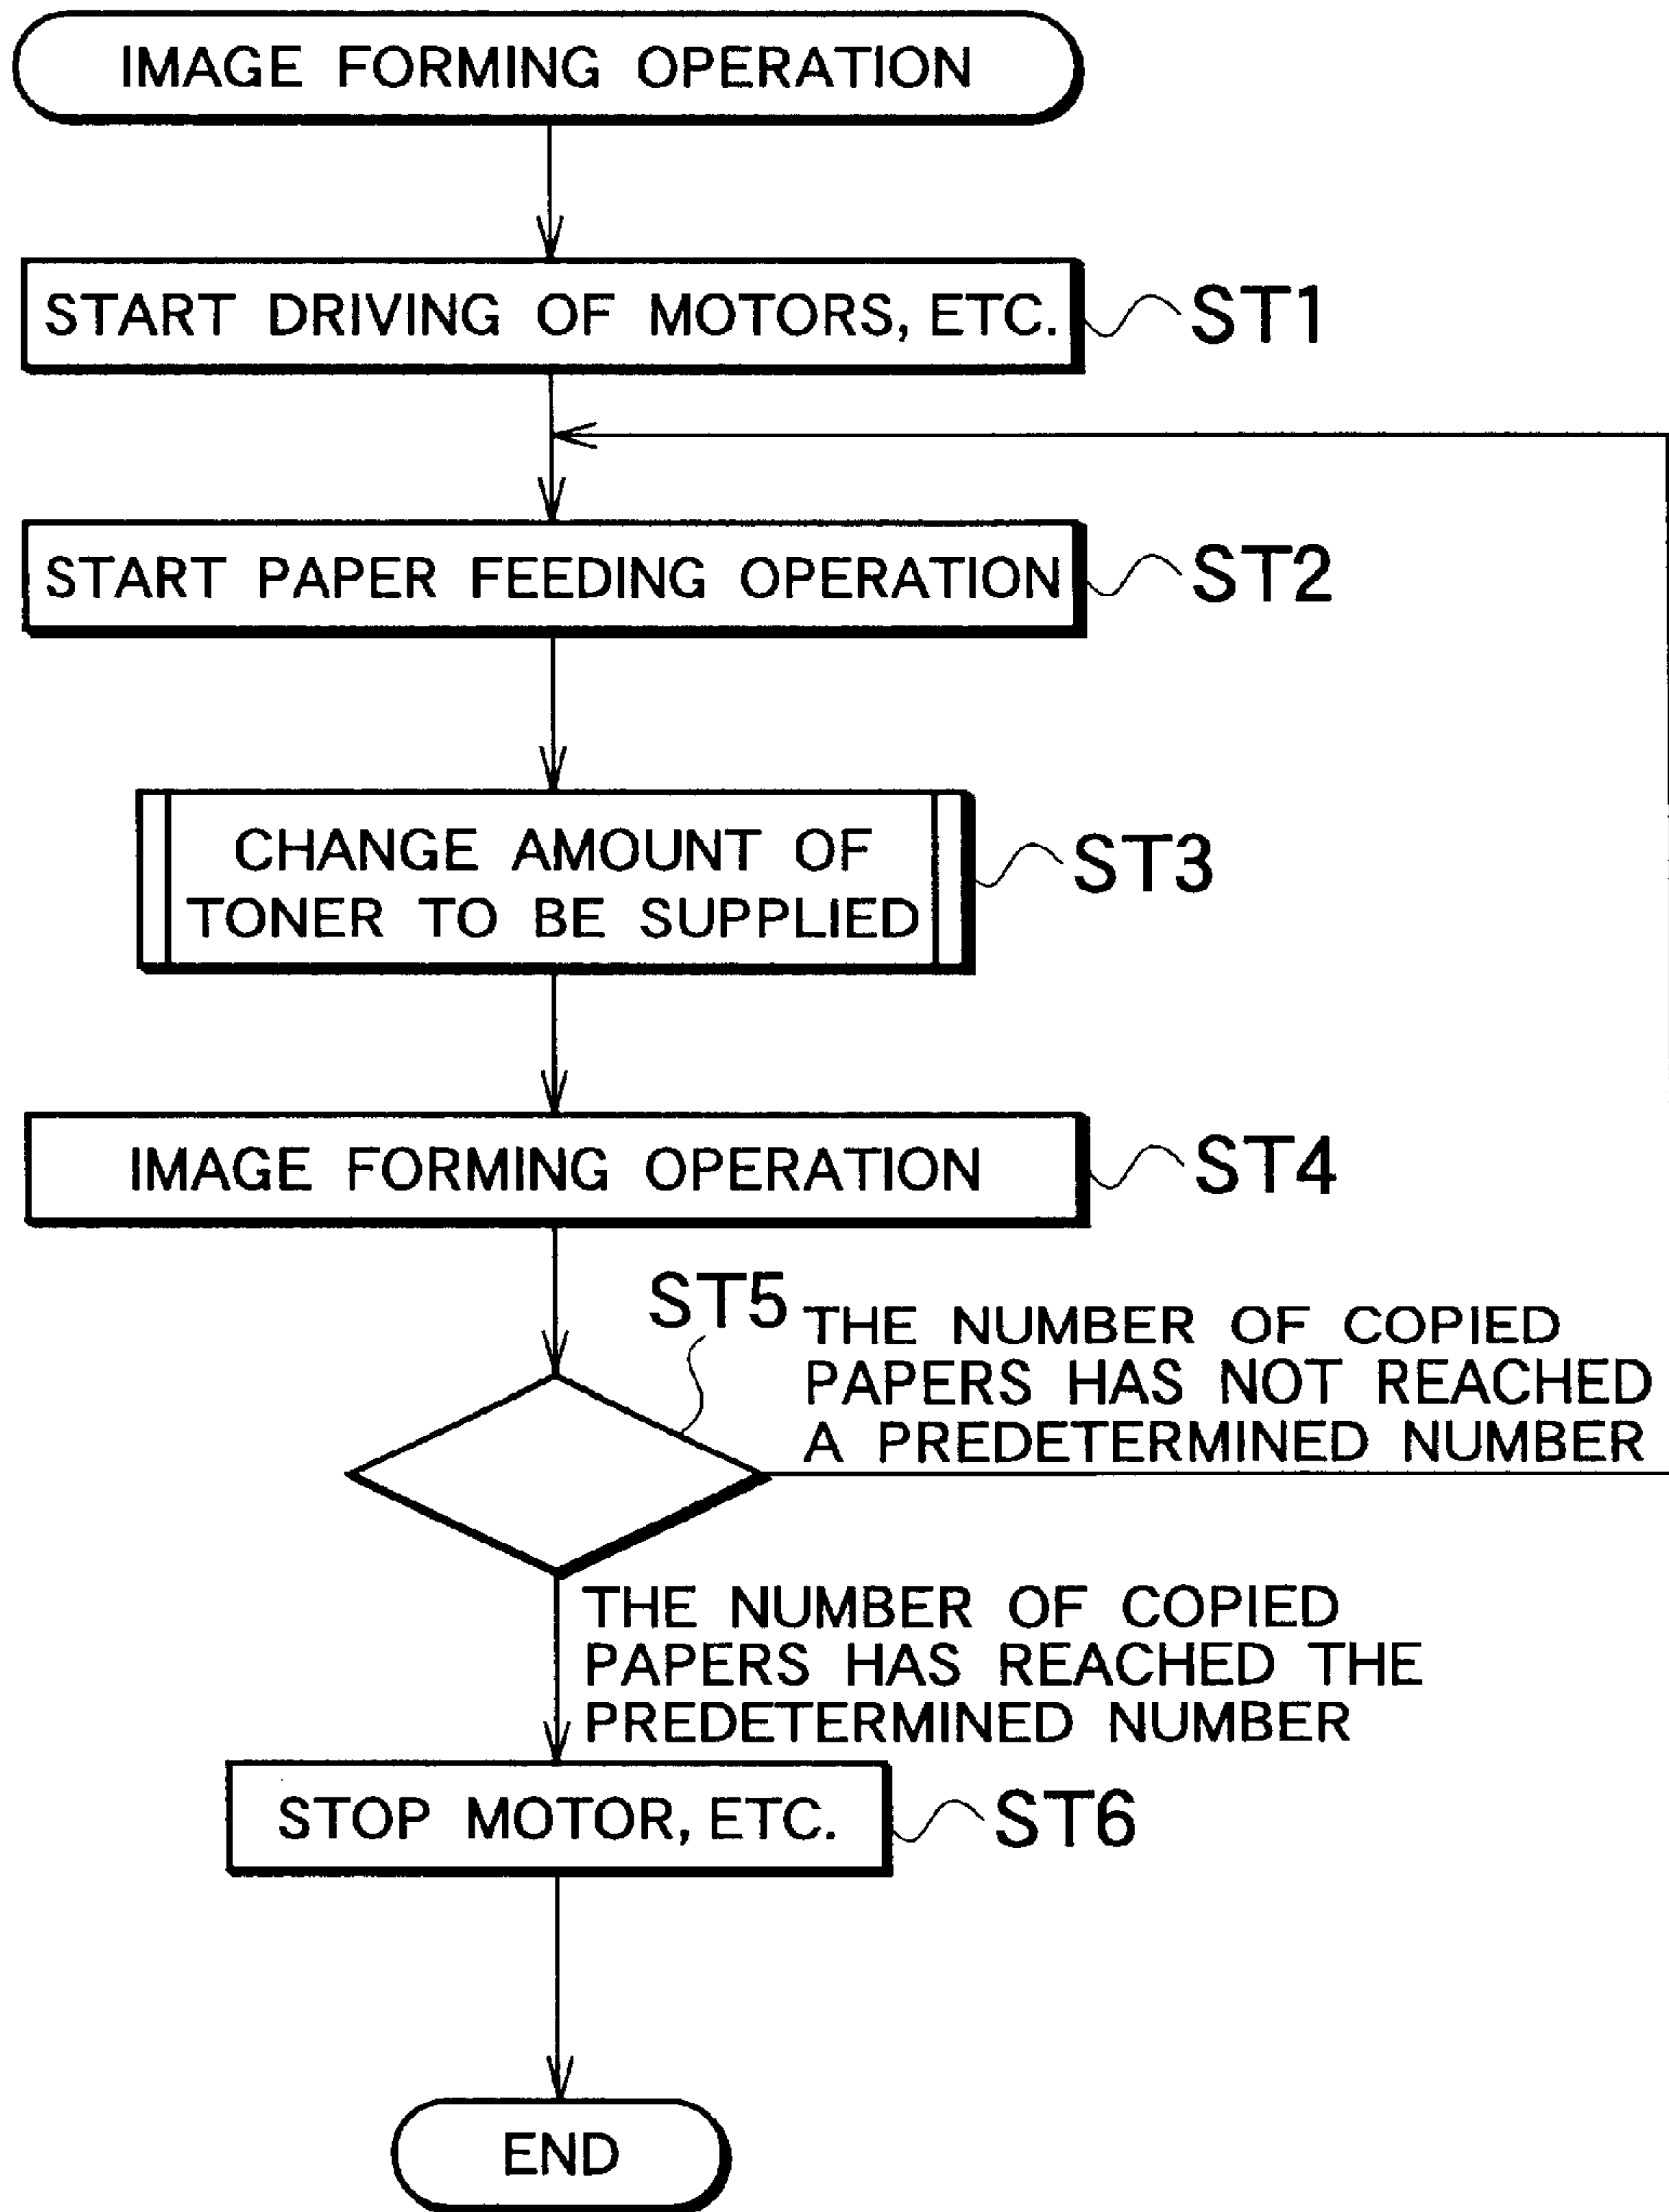 IMAGE FORMING OPERATION
START DRIVING OF MOTORS, ETC.
ST1
START PAPER FEEDING OPERATION
ST2
CHANGE AMOUNT OF
TONER TO BE SUPPLIED
ST3
IMAGE FORMING OPERATION
ST4
ST5
THE NUMBER OF COPIED
PAPERS HAS NOT REACHED
A PREDETERMINED NUMBER
THE NUMBER OF COPIED
PAPERS HAS REACHED THE
PREDETERMINED NUMBER
STOP MOTOR, ETC.
ST6
END